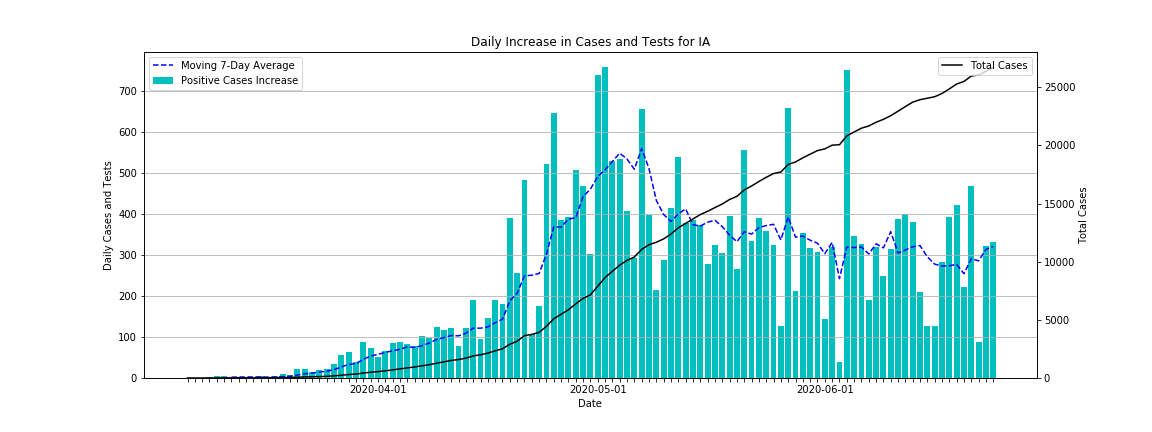 Daily Increase in Cases and Tests for IA
Moving 7-Day Average
Positive Cases Increase
Total Cases
700
600
500
400
300
200
100
0
Daily Cases and Tests
25000
20000
15000
10000
5000
0
Total Cases
2020-04-01
2020-05-01
2020-06-01
Date